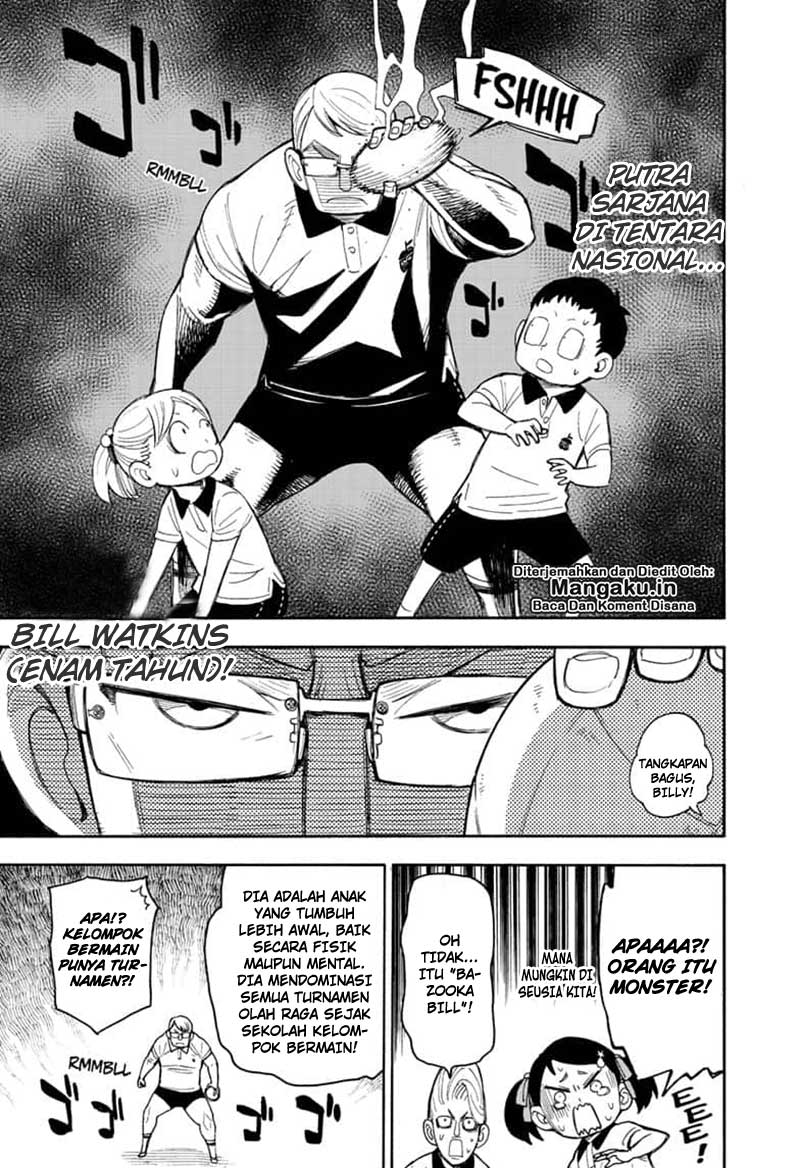 ゴ
ゴ
ゴ
ゴ
FSHHH
RMMBLL
PUTRA
SARJANA
DI TENTARA
NASIONAL...
Diterjemahkan dan Diedit Oleh:
Mangaku.in
Baca Dan Koment Disana
BILL WATKINS
(ENAM TAHUN)!
TANGKAPAN
BAGUS,
BILLY!
APAAAA?!
ORANG ITU
MONSTER!
MANA
MUNGKIN DI
SEUSIA KITA!
EEE!
OH
TIDAK...
ITU "BA-
ZOOKA
BILL"!
DIA ADALAH ANAK
YANG TUMBUH
LEBIH AWAL, BAIK
SECARA FISIK
MAUPUN MENTAL.
DIA MENDOMINASI
SEMUA TURNAMEN
OLAH RAGA SEJAK
SEKOLAH KELOM-
POK BERMAIN!
APA!?
KELOMPOK
BERMAIN
PUNYA TUR-
NAMEN?!
RMMBLL
ゴ
ゴ
ゴ